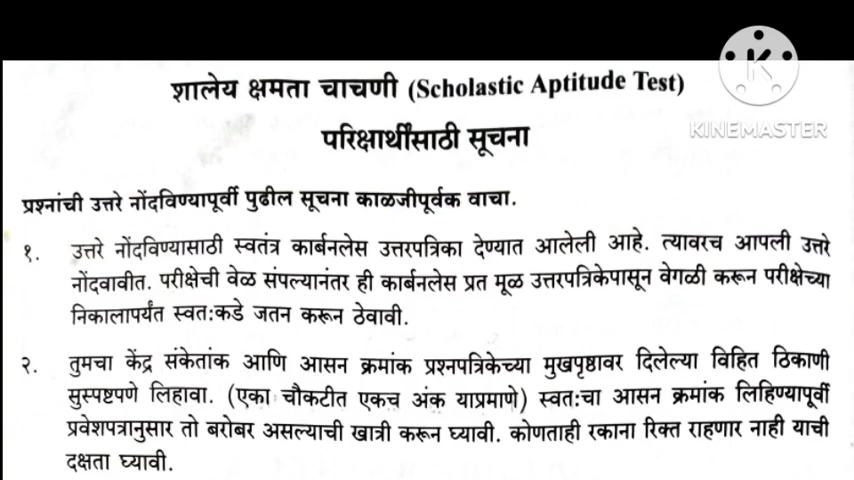 शालेय क्षमता चाचणी (Scholastic Aptitude Test)
KINEMASTER
परिक्षार्थींसाठी सूचना
प्रश्नांची उत्तरे नोंदविण्यापूर्वी पुढील सूचना काळजीपूर्वक वाचा.
१. उत्तरे नोंदविण्यासाठी स्वतंत्र कार्बनलेस उत्तरपत्रिका देण्यात आलेली आहे. त्यावरच आपली उत्तरे
नोंदवावीत. परीक्षेची वेळ संपल्यानंतर ही कार्बनलेस प्रत मूळ उत्तरपत्रिकेपासून वेगळी करून परीक्षेच्या
निकालापर्यंत स्वतःकडे जतन करून ठेवावी.
२. तुमचा केंद्र संकेतांक आणि आसन क्रमांक प्रश्नपत्रिकेच्या मुखपृष्ठावर दिलेल्या विहित ठिकाणी
सुस्पष्टपणे लिहावा. (एका चौकटीत एकच अंक याप्रमाणे) स्वतःचा आसन क्रमांक लिहिण्यापूर्वी
प्रवेशपत्रानुसार तो बरोबर असल्याची खात्री करून घ्यावी. कोणताही रकाना रिक्त राहणार नाही याची
दक्षता घ्यावी.